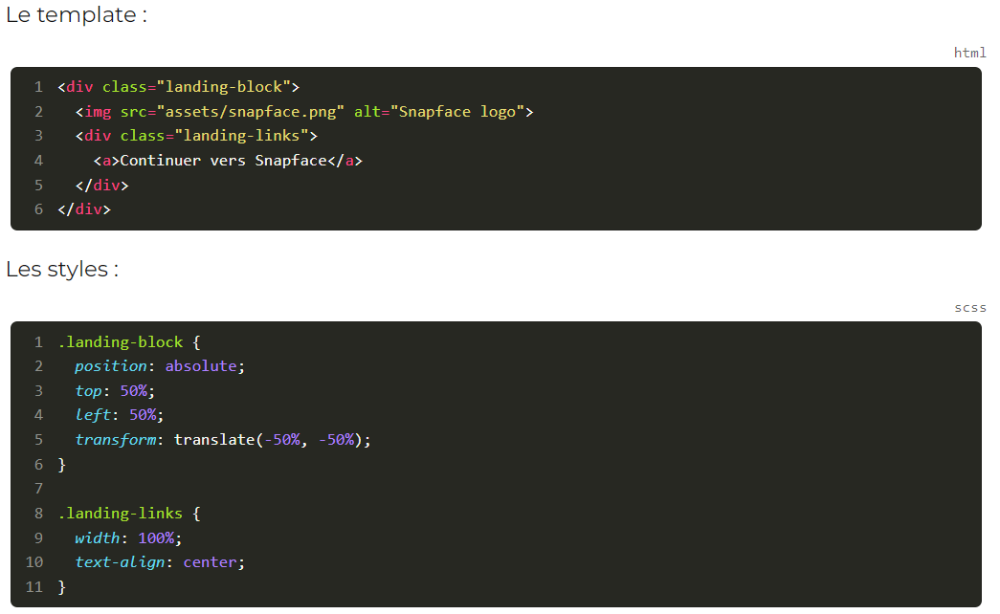 Le template :
html
1 <div class="landing-block">
2   <img src="assets/snapface.png" alt="Snapface logo">
3   <div class="landing-links">
4     <a>Continuer vers Snapface</a>
5   </div>
6 </div>
Les styles :
scss
1 .landing-block {
2   position: absolute;
3   top: 50%;
4   left: 50%;
5   transform: translate(-50%, -50%);
6 }
7
8 .landing-links {
9   width: 100%;
10   text-align: center;
11 }